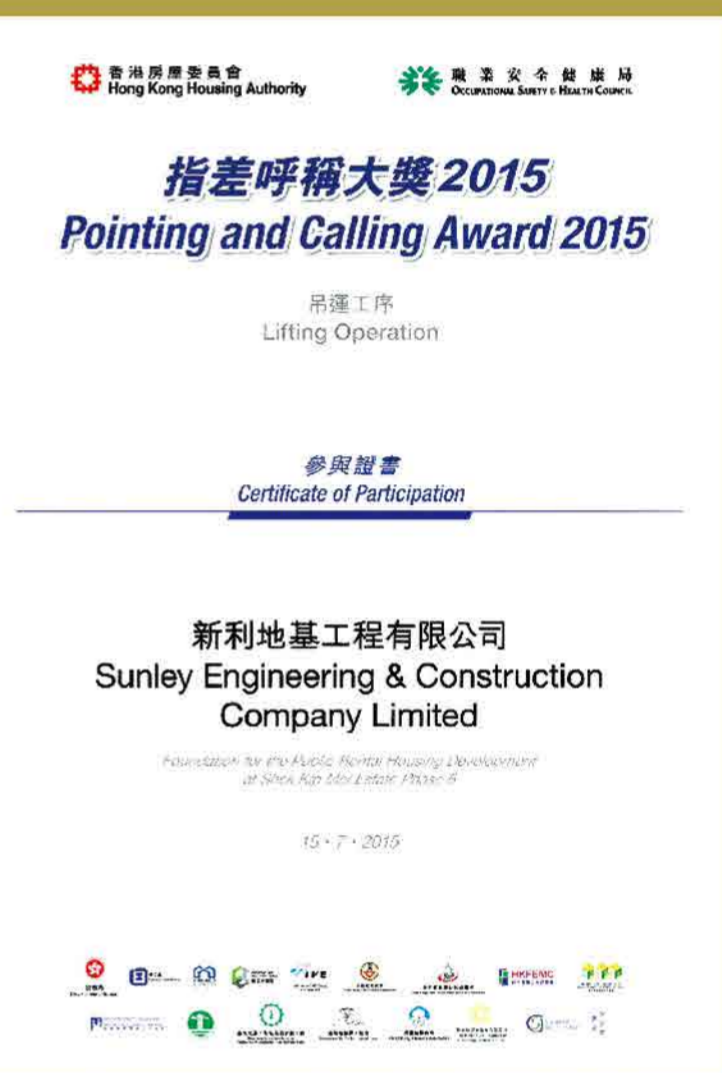 香港房屋委員會
Hong Kong Housing Authority
職業安全健康局
OCCUPATIONAL SAFETY & HEALTH COUNCIL
指差呼稱大獎2015
Pointing and Calling Award 2015
吊運工序
Lifting Operation
參與證書
Certificate of Participation
新利地基工程有限公司
Sunley Engineering & Construction
Company Limited
Foundation for the Public Rental Housing Development
at Shek Kip Mei Estate Phase 6
15・7・2015
HKFEMC